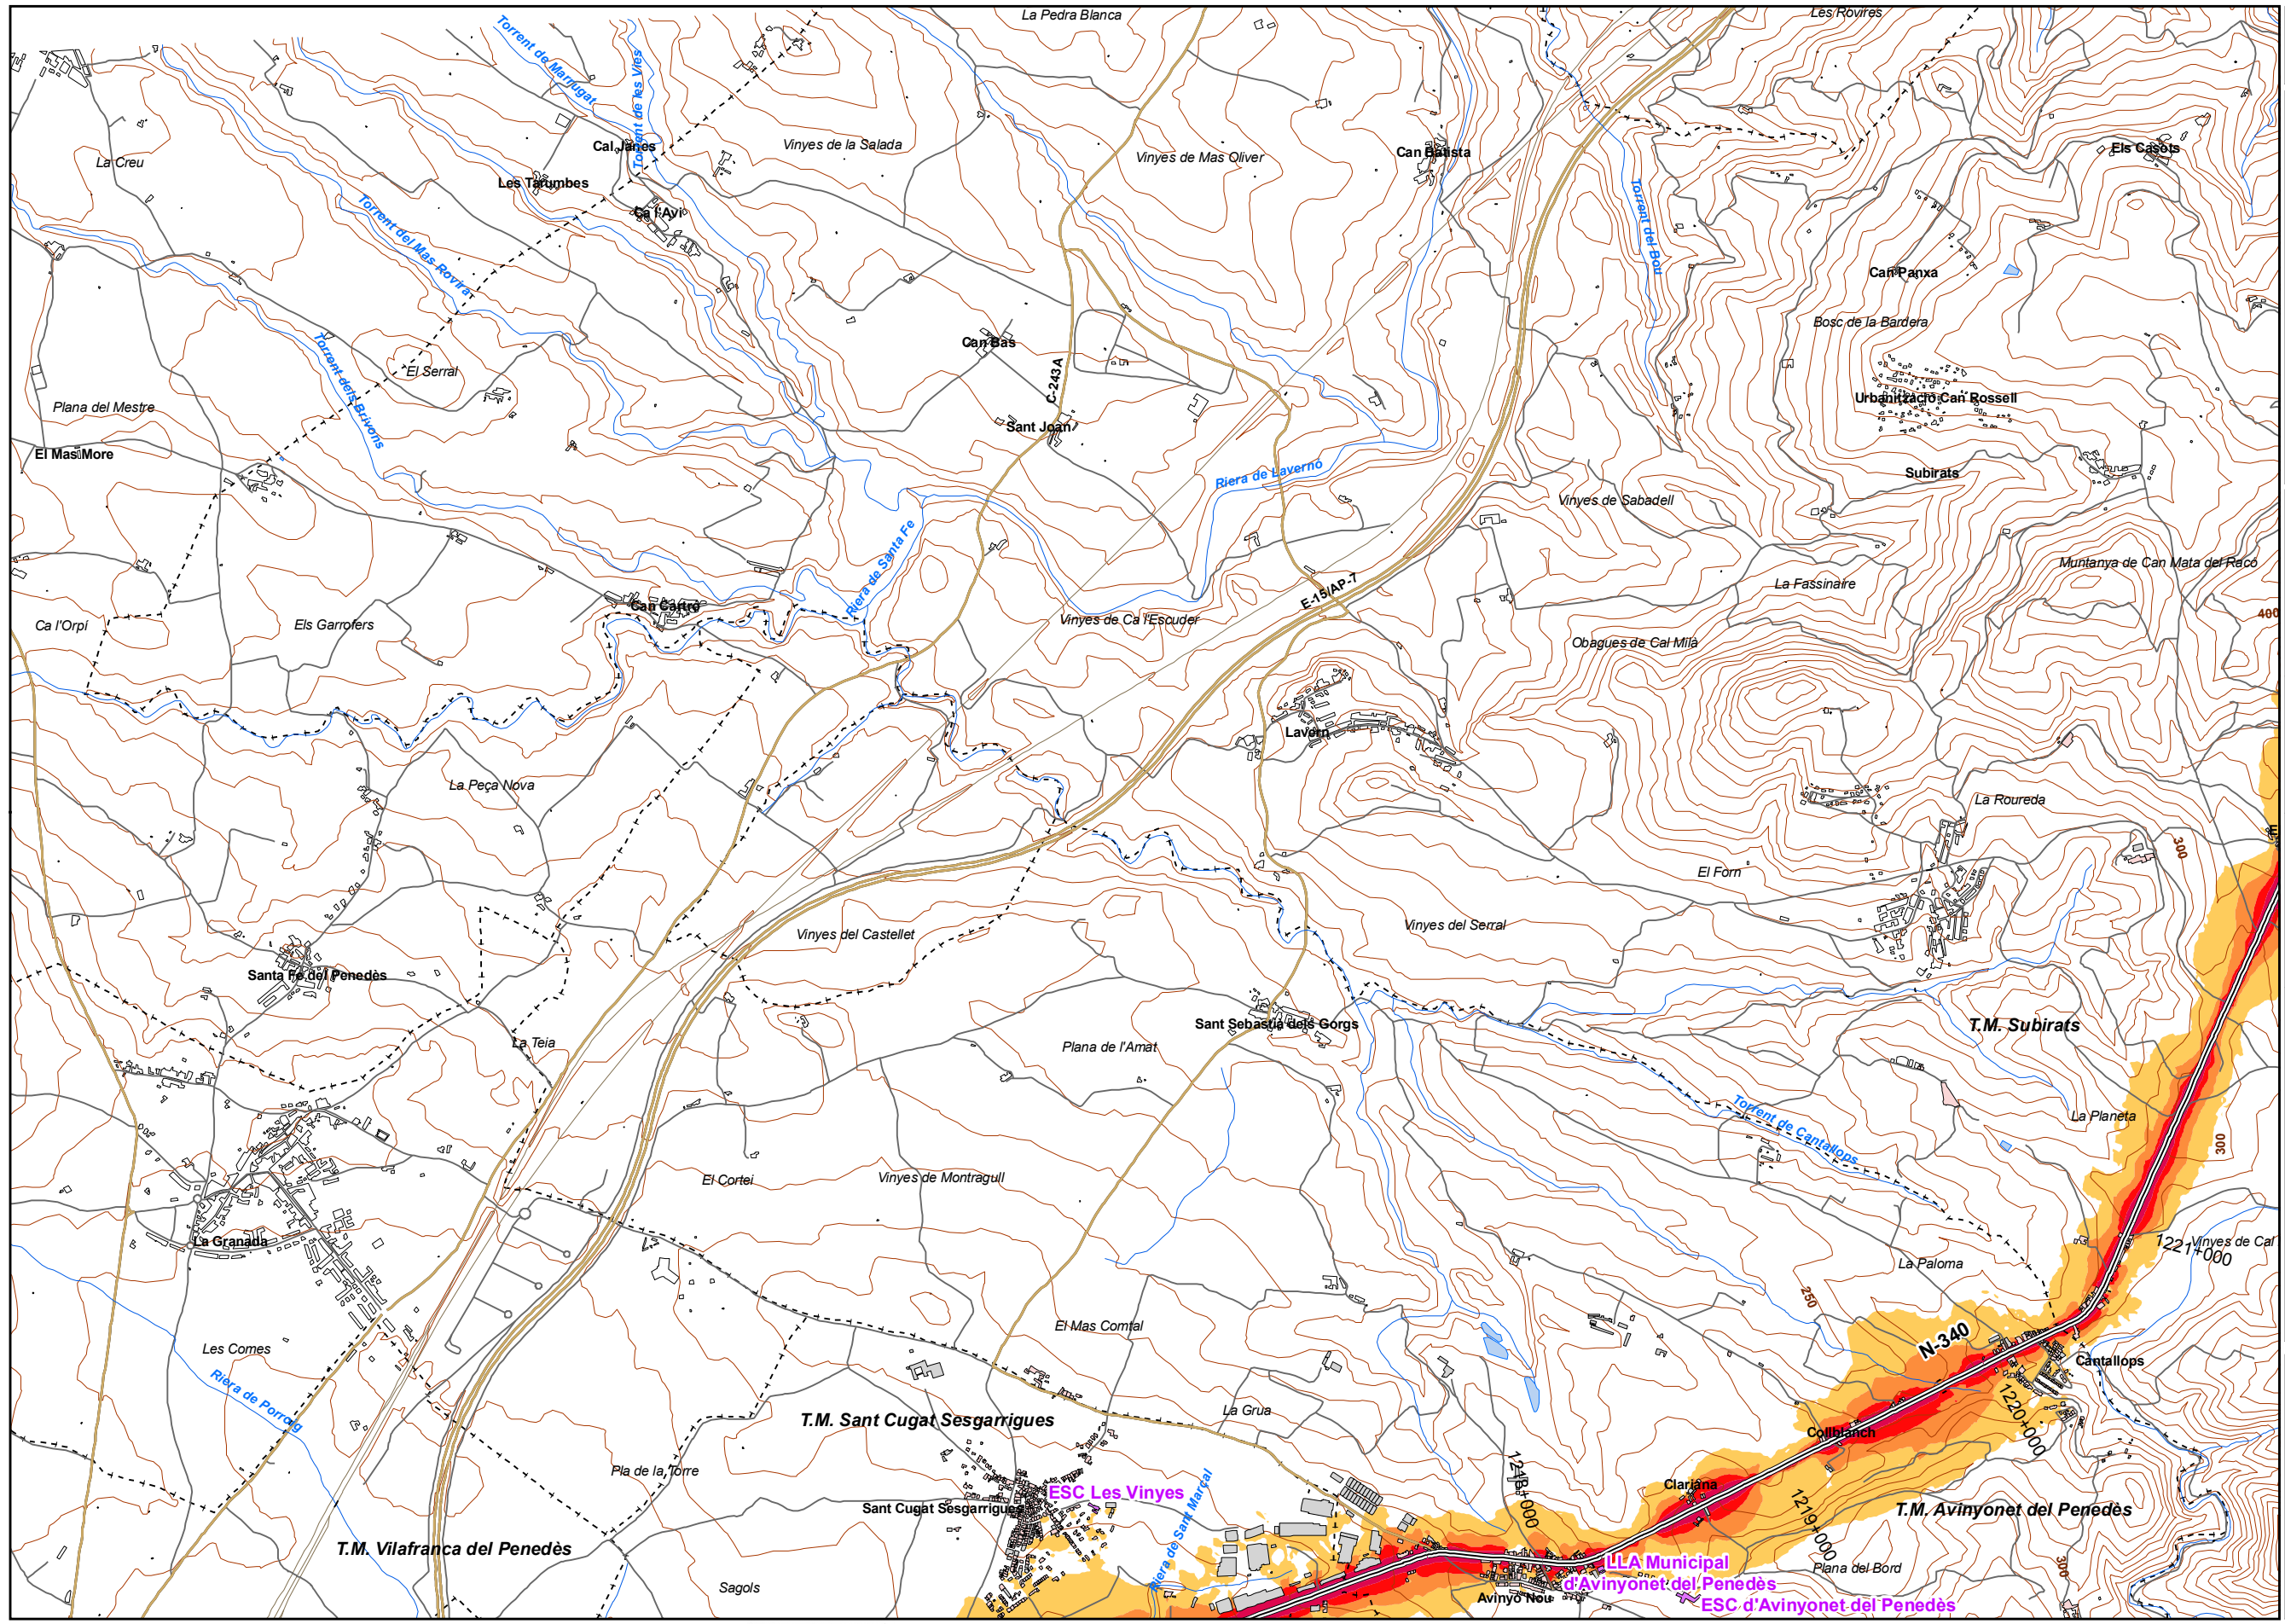 La Pedra Blanca
Les Rovires
Torrent de Marrugat
Torrent de les Vies
Cal Janes
Vinyes de la Salada
Vinyes de Mas Oliver
Can Batista
Els Casots
La Creu
Les Tarumbes
Ca l'Avi
Torrent del Mas Rovira
Torrent del Bou
Can Panxa
Bosc de la Bardera
Torrent dels Brivons
Can Bas
El Serral
C-243A
Plana del Mestre
Urbanització Can Rossell
Sant Joan
El Mas More
Riera de Lavernó
Subirats
Vinyes de Sabadell
Riera de Santa Fe
Muntanya de Can Mata del Racó
La Fassinaire
E-15/AP-7
Can Cartró
400
Ca l'Orpí
Els Garrofers
Vinyes de Ca l'Escuder
Obagues de Cal Milà
Lavern
La Peça Nova
La Roureda
300
El Forn
Vinyes del Castellet
Vinyes del Serral
Santa Fe del Penedès
Sant Sebastià dels Gorgs
T.M. Subirats
La Teia
Plana de l'Amat
Torrent de Cantallops
La Planeta
300
El Cortei
Vinyes de Montragull
La Granada
1221+000
Vinyes de Cal
La Paloma
250
El Mas Comtal
N-340
Les Comes
Cantallops
Riera de Porroig
1220+000
T.M. Sant Cugat Sesgarrigues
La Grua
Collblanch
Pla de la Torre
Clariana
ESC Les Vinyes
1218+000
1219+000
Sant Cugat Sesgarrigues
T.M. Avinyonet del Penedès
Riera de Sant Marçal
T.M. Vilafranca del Penedès
LLA Municipal
d'Avinyonet del Penedès
Plana del Bord
300
Sagols
Avinyó Nou
ESC d'Avinyonet del Penedès